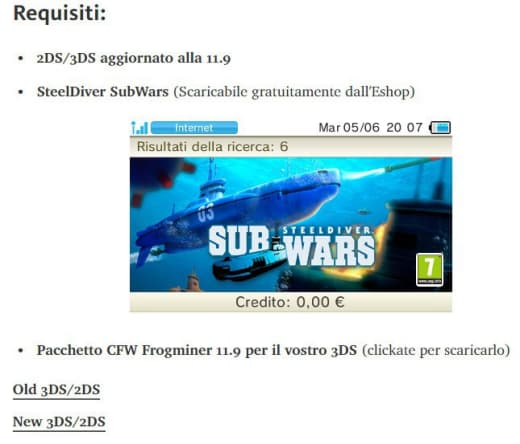 Requisiti:
• 2DS/3DS aggiornato alla 11.9
• SteelDiver SubWars (Scaricabile gratuitamente dall'Eshop)
Internet
Mar 05/06 20 07
Risultati della ricerca: 6
03
STEELDIVER
SUB WARS
7
Credito: 0,00 €
• Pacchetto CFW Frogminer 11.9 per il vostro 3DS (clickate per scaricarlo)
Old 3DS/2DS
New 3DS/2DS